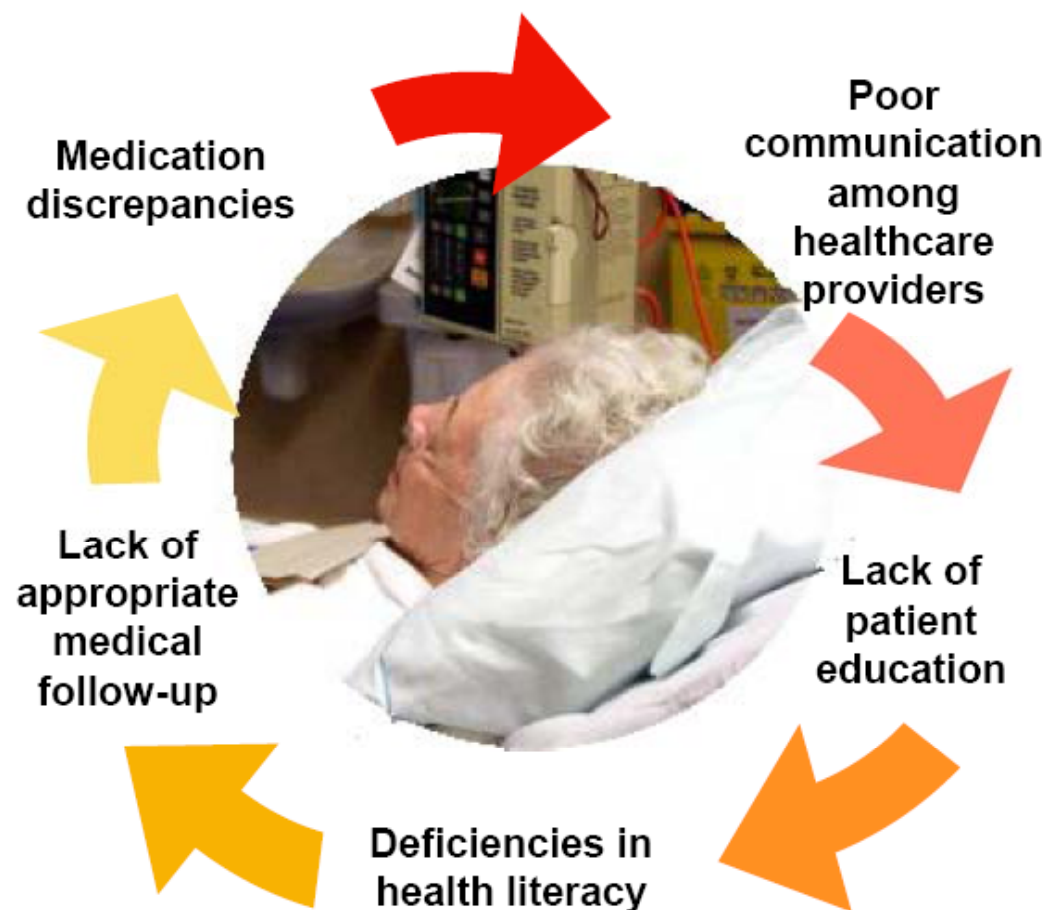 Medication
discrepancies
Poor
communication
among
healthcare
providers
Lack of
patient
education
Deficiencies in
health literacy
Lack of
appropriate
medical
follow-up